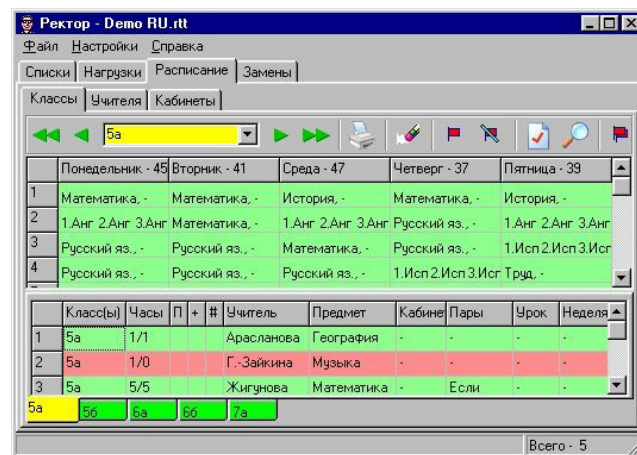 Ректор - Demo RU.rtt
Файл Настройки Справка
Списки Нагрузки Расписание Замены
Классы Учителя Кабинеты
5а
Понедельник - 45 Вторник - 41 Среда - 47 Четверг - 37 Пятница - 39
1 Математика, - Математика, - История, - Математика, - История, -
2 1.Анг 2.Анг 3.Анг Математика, - 1.Анг 2.Анг 3.Анг Русский яз., - 1.Анг 2.Анг 3.Анг
3 Русский яз., - Русский яз., - Математика, - Русский яз., - 1.Исп 2.Исп 3.Исг
4 Русский яз., - Русский яз., - Русский яз., - 1.Исп 2.Исп 3.Исг Труд, -
Класс(ы) Часы П + # Учитель Предмет Кабине Пары Урок Неделя
1 5а 1/1 Арасланова География - - - -
2 5а 1/0 Г.-Зайкина Музыка - - - -
3 5а 5/5 Жигунова Математика - Если - -
5а 5б 6а 6б 7а
Всего - 5